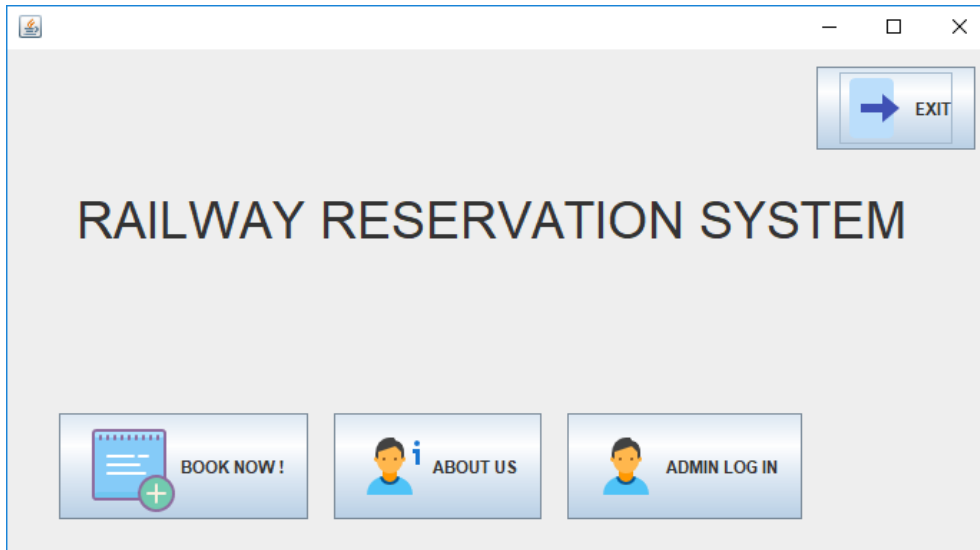 EXIT
RAILWAY RESERVATION SYSTEM
BOOK NOW !
ABOUT US
ADMIN LOG IN